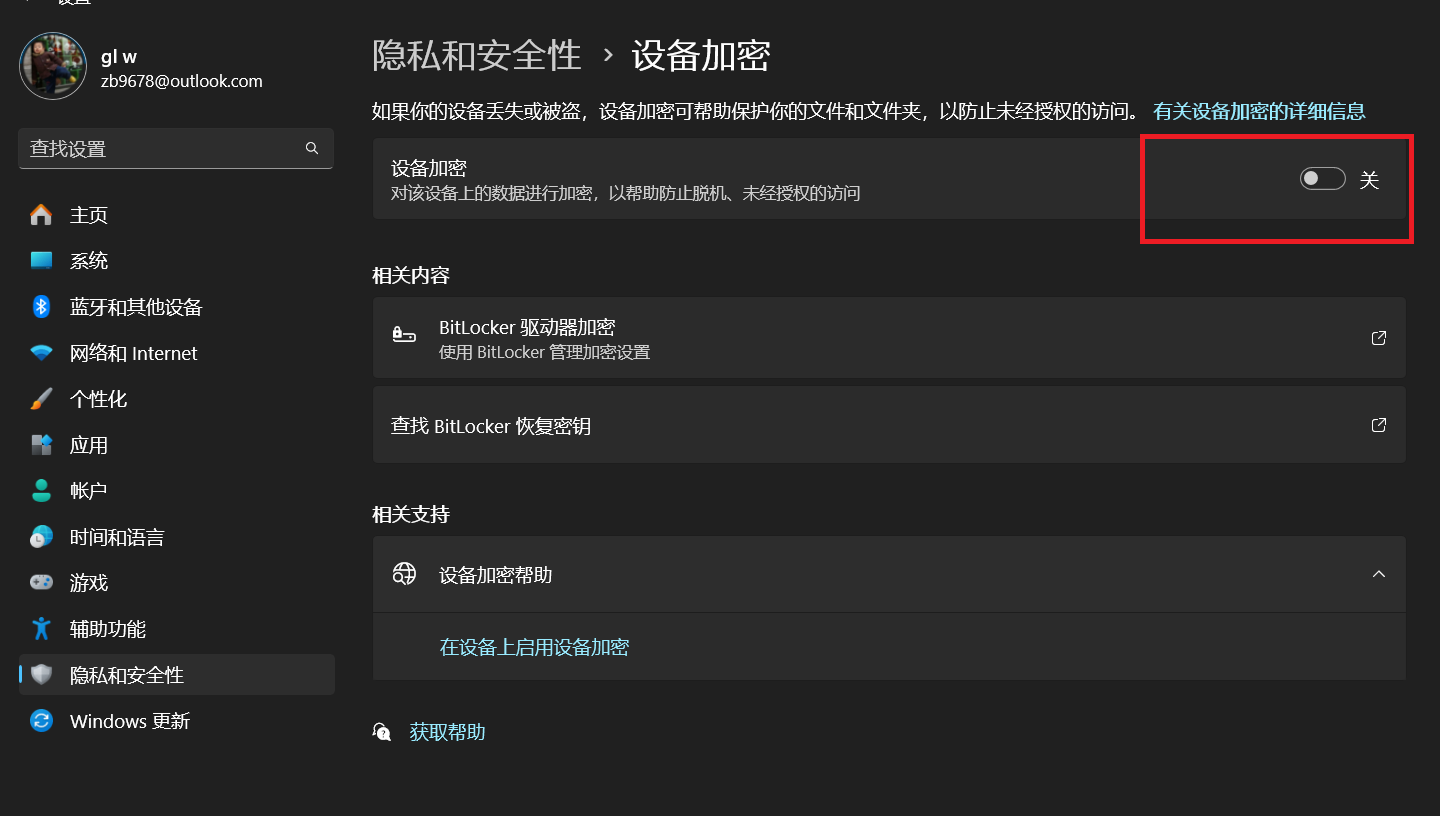 设置
gl w
zb9678@outlook.com
查找设置
主页
系统
蓝牙和其他设备
网络和 Internet
个性化
应用
帐户
时间和语言
游戏
辅助功能
隐私和安全性
Windows 更新
隐私和安全性 › 设备加密
如果你的设备丢失或被盗，设备加密可帮助保护你的文件和文件夹，以防止未经授权的访问。 有关设备加密的详细信息
设备加密
对该设备上的数据进行加密，以帮助防止脱机、未经授权的访问
关
相关内容
BitLocker 驱动器加密
使用 BitLocker 管理加密设置
查找 BitLocker 恢复密钥
相关支持
设备加密帮助
在设备上启用设备加密
获取帮助